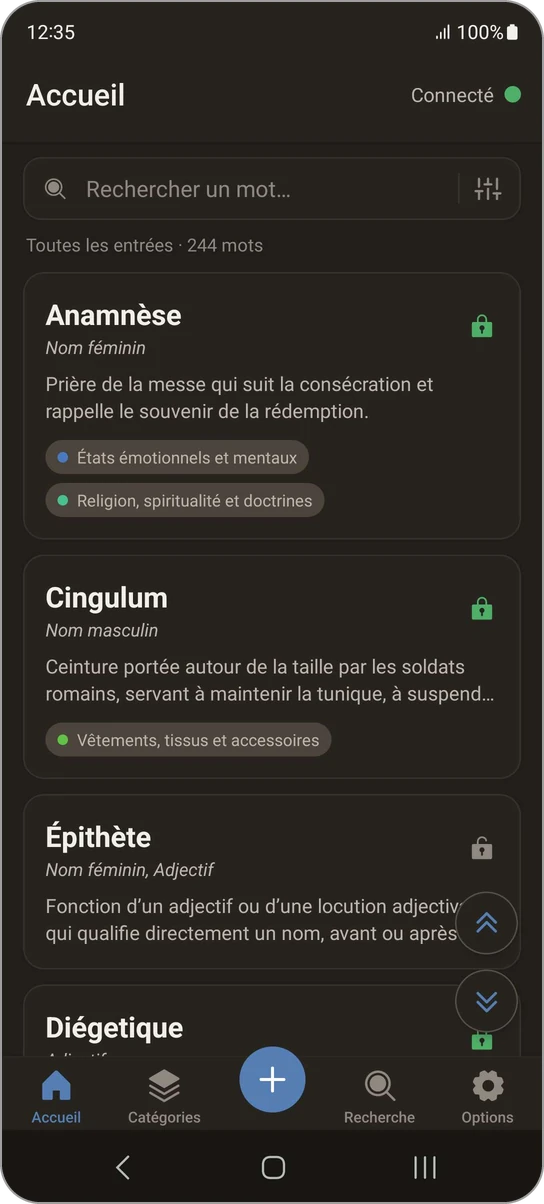 12:35
100%
Accueil
Connecté
Rechercher un mot…
Toutes les entrées · 244 mots
Anamnèse
Nom féminin
Prière de la messe qui suit la consécration et
rappelle le souvenir de la rédemption.
États émotionnels et mentaux
Religion, spiritualité et doctrines
Cingulum
Nom masculin
Ceinture portée autour de la taille par les soldats
romains, servant à maintenir la tunique, à suspend…
Vêtements, tissus et accessoires
Épithète
Nom féminin, Adjectif
Fonction d’un adjectif ou d’une locution
qui qualifie directement un nom, avant ou après
Diégetique
Accueil
Catégories
Recherche
Options